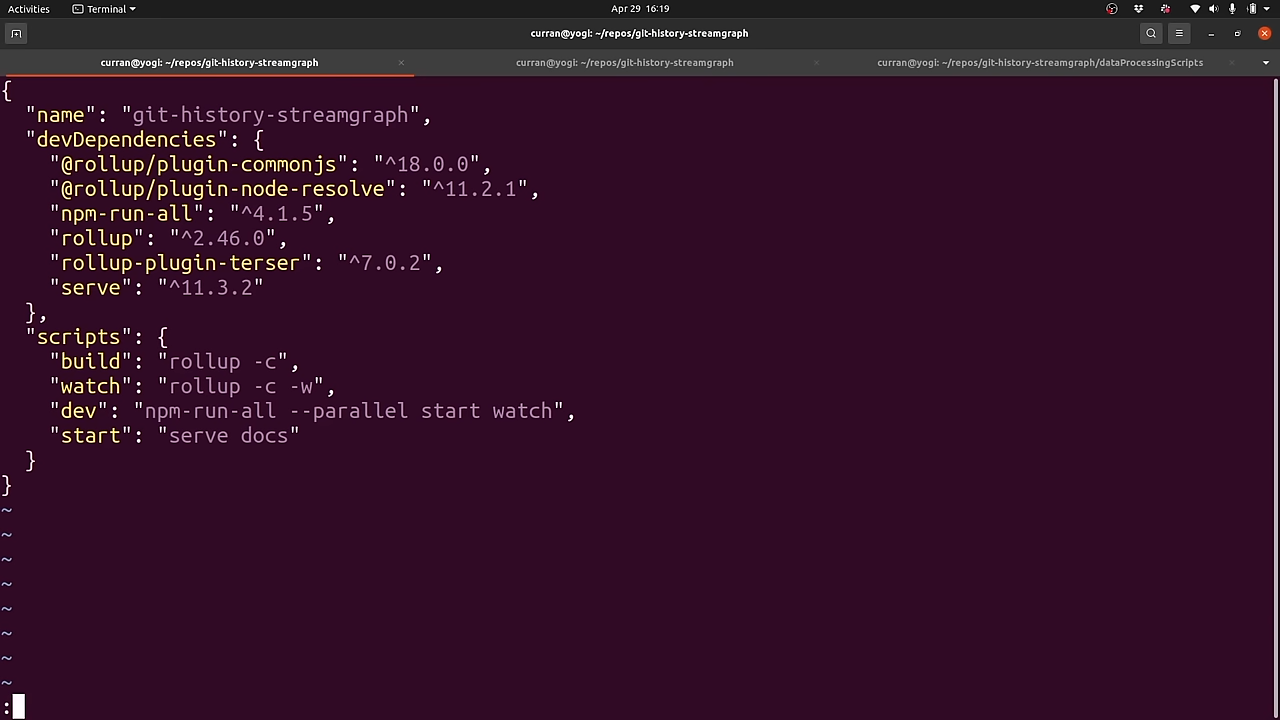 Activities Terminal Apr 29 16:19
curran@yogi: ~/repos/git-history-streamgraph
curran@yogi: ~/repos/git-history-streamgraph × curran@yogi: ~/repos/git-history-streamgraph × curran@yogi: ~/repos/git-history-streamgraph/dataProcessingScripts ×
{
  "name": "git-history-streamgraph",
  "devDependencies": {
    "@rollup/plugin-commonjs": "^18.0.0",
    "@rollup/plugin-node-resolve": "^11.2.1",
    "npm-run-all": "^4.1.5",
    "rollup": "^2.46.0",
    "rollup-plugin-terser": "^7.0.2",
    "serve": "^11.3.2"
  },
  "scripts": {
    "build": "rollup -c",
    "watch": "rollup -c -w",
    "dev": "npm-run-all --parallel start watch",
    "start": "serve docs"
  }
}
~
~
~
~
~
~
~
~
: